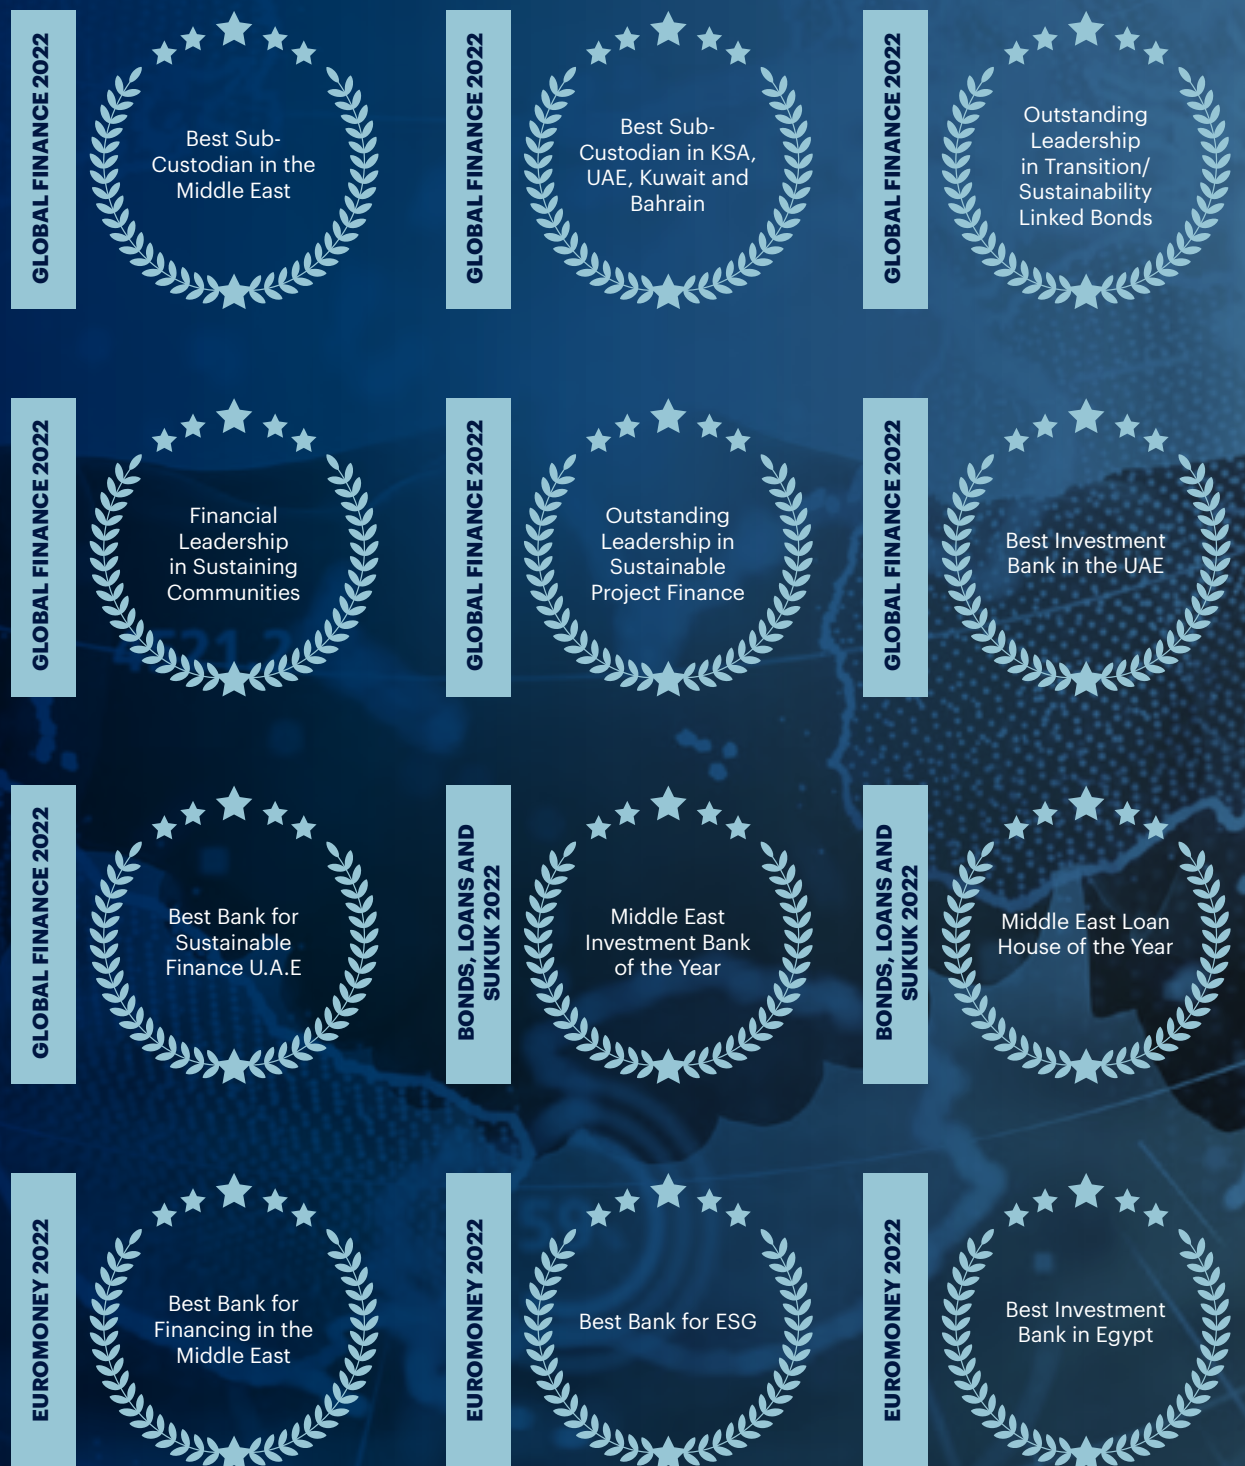 GLOBAL FINANCE 2022
Best Sub-
Custodian in the
Middle East
GLOBAL FINANCE 2022
Best Sub-
Custodian in KSA,
UAE, Kuwait and
Bahrain
GLOBAL FINANCE 2022
Outstanding
Leadership
in Transition/
Sustainability
Linked Bonds
GLOBAL FINANCE 2022
Financial
Leadership
in Sustaining
Communities
GLOBAL FINANCE 2022
Outstanding
Leadership in
Sustainable
Project Finance
GLOBAL FINANCE 2022
Best Investment
Bank in the UAE
GLOBAL FINANCE 2022
Best Bank for
Sustainable
Finance U.A.E
BONDS, LOANS AND
SUKUK 2022
Middle East
Investment Bank
of the Year
BONDS, LOANS AND
SUKUK 2022
Middle East Loan
House of the Year
EUROMONEY 2022
Best Bank for
Financing in the
Middle East
EUROMONEY 2022
Best Bank for ESG
EUROMONEY 2022
Best Investment
Bank in Egypt